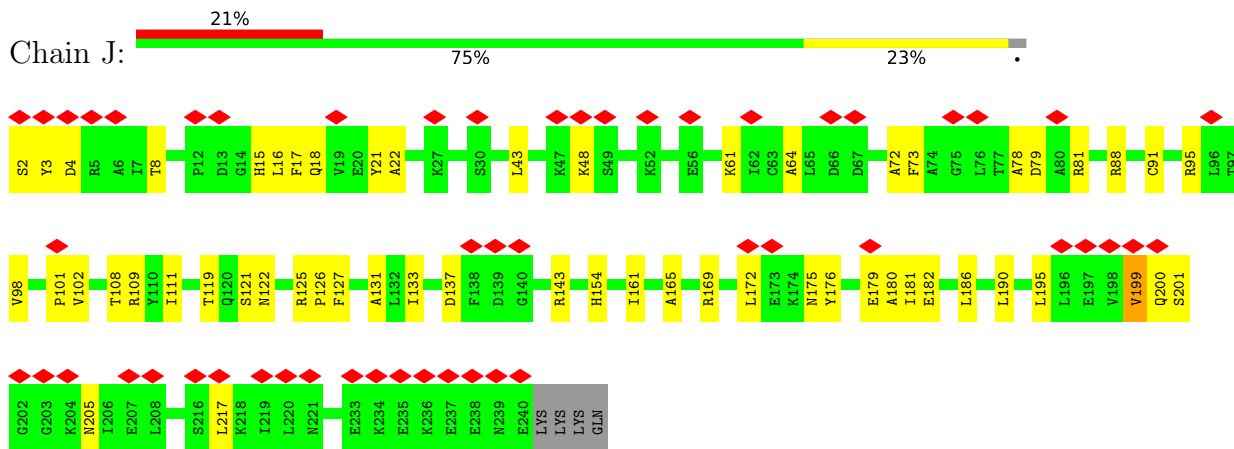 21%
Chain J:
75% 23% •
S2 Y3 D4 R5 A6 I7 T8 P12 D13 G14 H15 L16 F17 Q18 V19 E20 Y21 A22 K27 S30 L43 K47 K48 S49 K52 E56 K61 I62 C63 A64 L65 D66 D67 A72 F73 A74 G75 L76 T77 A78 D79 A80 R81 R88 C91 R95 L96 T97
V98 P101 V102 T108 R109 Y110 I111 T119 Q120 S121 N122 R125 P126 F127 A131 L132 I133 D137 F138 D139 G140 R143 H154 I161 A165 R169 L172 E173 K174 N175 Y176 E179 A180 I181 E182 L186 L190 L195 L196 E197 V198 V199 Q200 S201
G202 G203 K204 N205 I206 E207 L208 S216 L217 K218 I219 L220 N221 E233 K234 E235 K236 E237 E238 N239 E240 LYS LYS LYS GLN